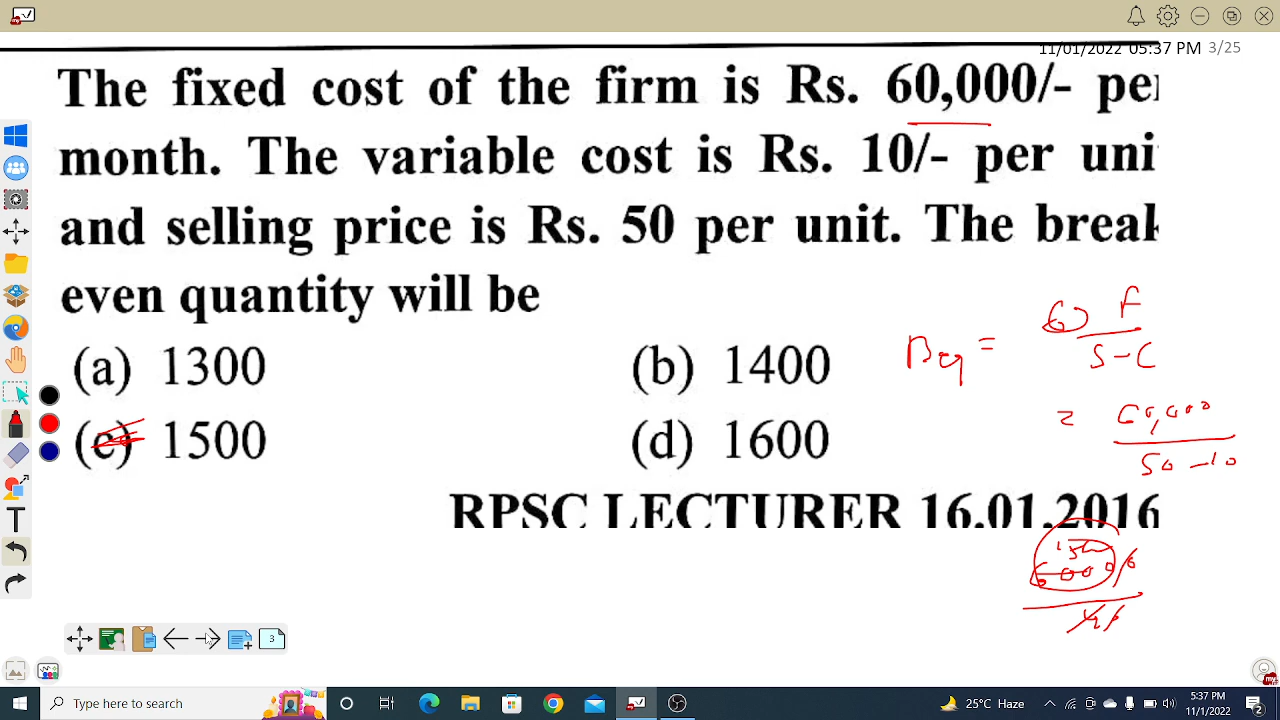 11/01/2022 05:37 PM 3/25
The fixed cost of the firm is Rs. 60,000/- per
month. The variable cost is Rs. 10/- per uni
and selling price is Rs. 50 per unit. The break
even quantity will be
(a) 1300
(b) 1400
(c) 1500
(d) 1600
RPSC LECTURER 16.01.2016
Beq = F
S-C
= 60,000
50-10
T
3
Type here to search
25°C Haze
5:37 PM
11/1/2022